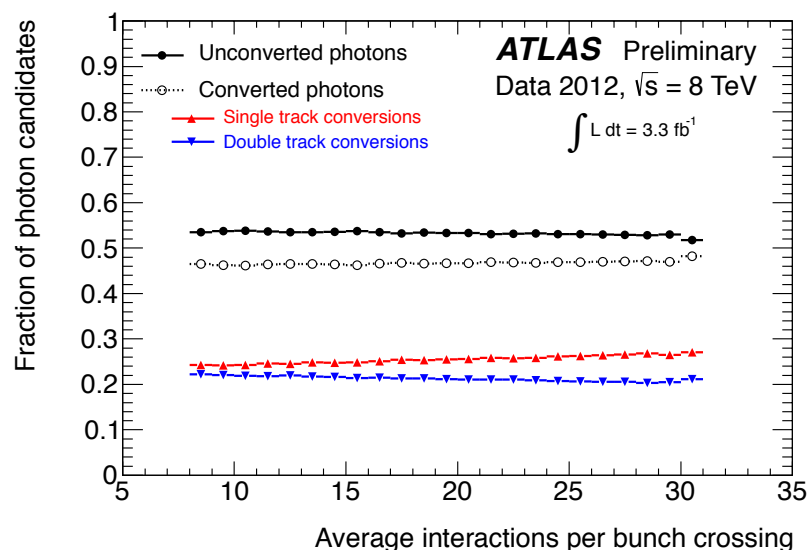 Fraction of photon candidates
1
0.9
0.8
0.7
0.6
0.5
0.4
0.3
0.2
0.1
0
Unconverted photons
Converted photons
Single track conversions
Double track conversions
ATLAS Preliminary
Data 2012, √s = 8 TeV
∫ L dt = 3.3 fb⁻¹
5 10 15 20 25 30 35
Average interactions per bunch crossing